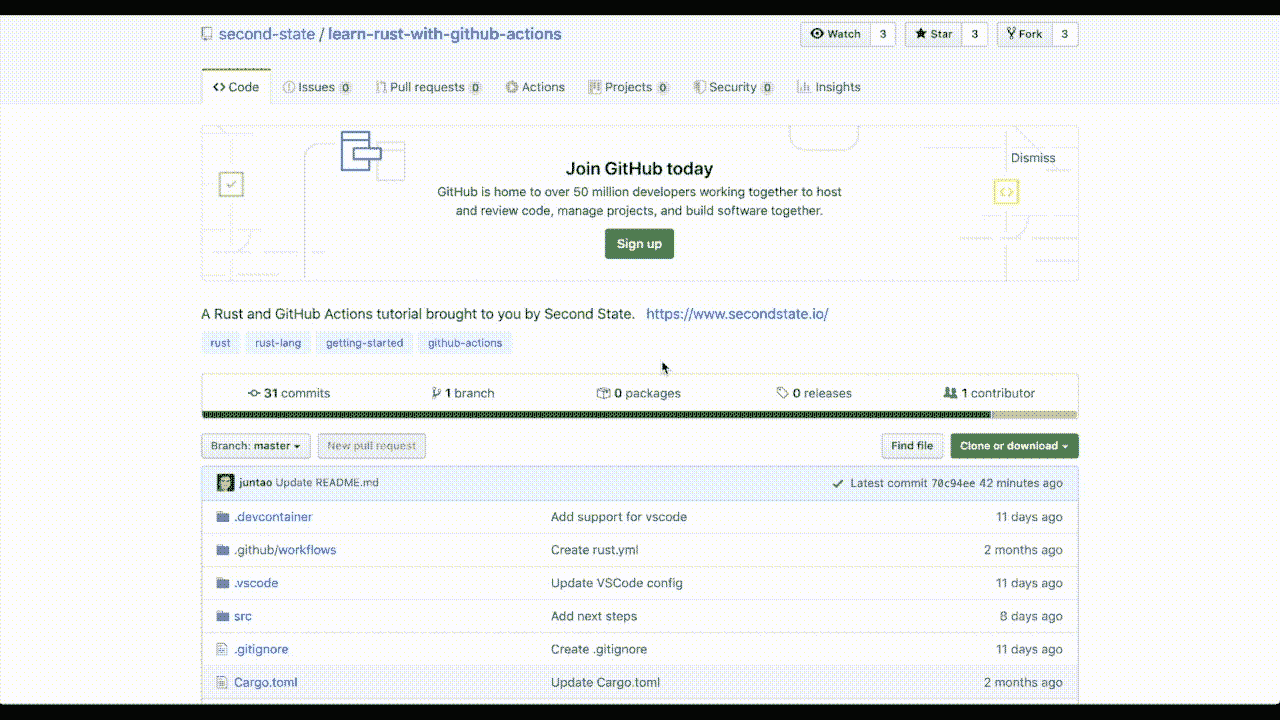 second-state / learn-rust-with-github-actions
Watch 3 Star 3 Fork 3
Code Issues 0 Pull requests 0 Actions Projects 0 Security 0 Insights
Dismiss
Join GitHub today
GitHub is home to over 50 million developers working together to host
and review code, manage projects, and build software together.
Sign up
A Rust and GitHub Actions tutorial brought to you by Second State. https://www.secondstate.io/
rust rust-lang getting-started github-actions
31 commits 1 branch 0 packages 0 releases 1 contributor
Branch: master New pull request Find file Clone or download
juntao Update README.md Latest commit 70c94ee 42 minutes ago
.devcontainer Add support for vscode 11 days ago
.github/workflows Create rust.yml 2 months ago
.vscode Update VSCode config 11 days ago
src Add next steps 8 days ago
.gitignore Create .gitignore 11 days ago
Cargo.toml Update Cargo.toml 2 months ago